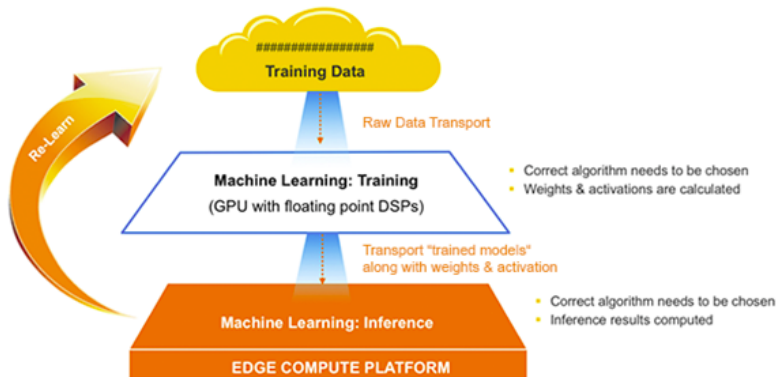 #################
Training Data
Re-Learn
Raw Data Transport
Machine Learning: Training
(GPU with floating point DSPs)
• Correct algorithm needs to be chosen
• Weights & activations are calculated
Transport "trained models"
along with weights & activation
Machine Learning: Inference
• Correct algorithm needs to be chosen
• Inference results computed
EDGE COMPUTE PLATFORM